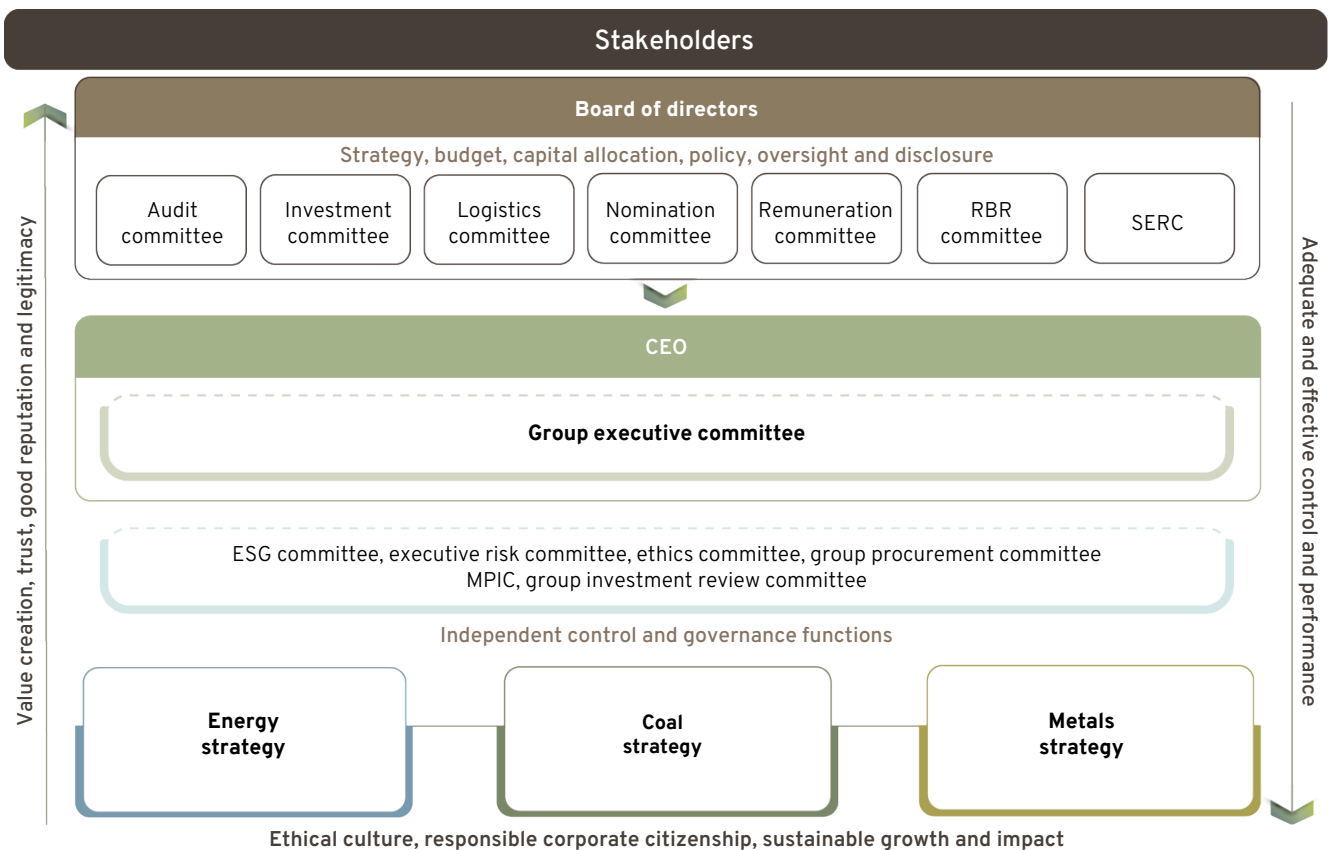 Stakeholders
Board of directors
Strategy, budget, capital allocation, policy, oversight and disclosure
Audit
committee
Investment
committee
Logistics
committee
Nomination
committee
Remuneration
committee
RBR
committee
SERC
CEO
Group executive committee
ESG committee, executive risk committee, ethics committee, group procurement committee
MPIC, group investment review committee
Independent control and governance functions
Energy
strategy
Coal
strategy
Metals
strategy
Ethical culture, responsible corporate citizenship, sustainable growth and impact
Value creation, trust, good reputation and legitimacy
Adequate and effective control and performance